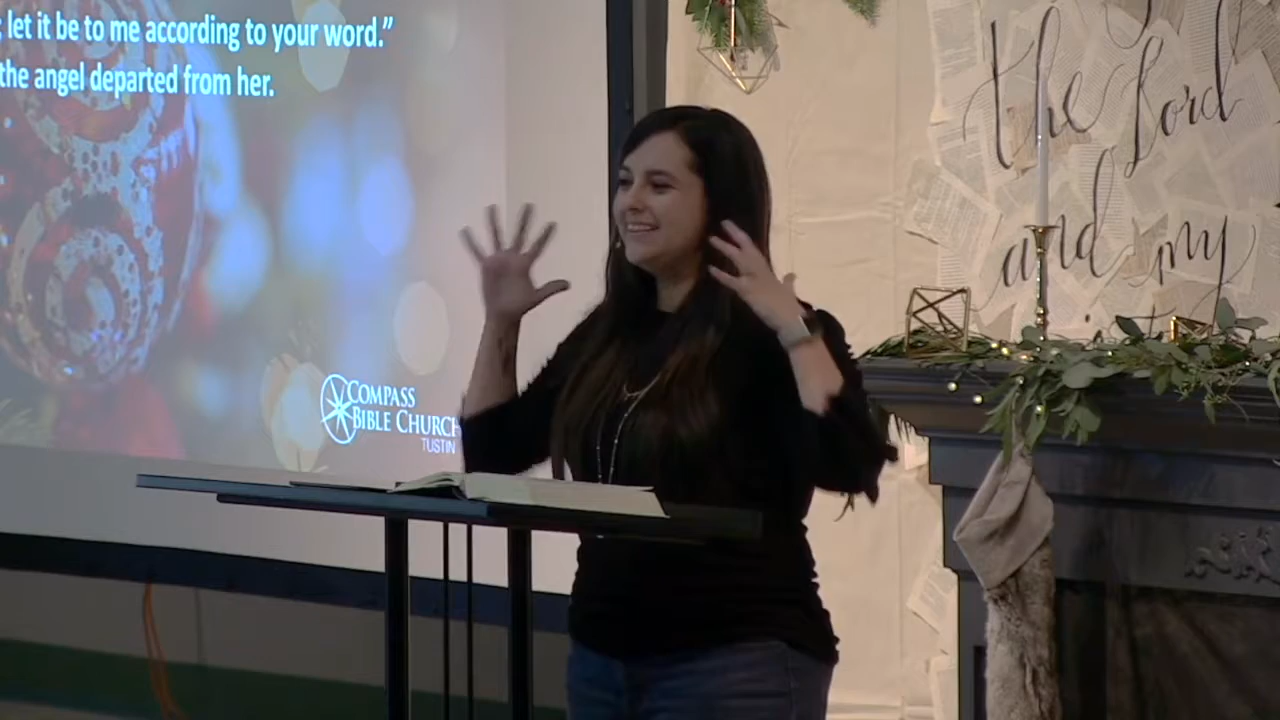 ; let it be to me according to your word.”
the angel departed from her.
COMPASS
BIBLE CHURCH
TUSTIN
the Lord
and my